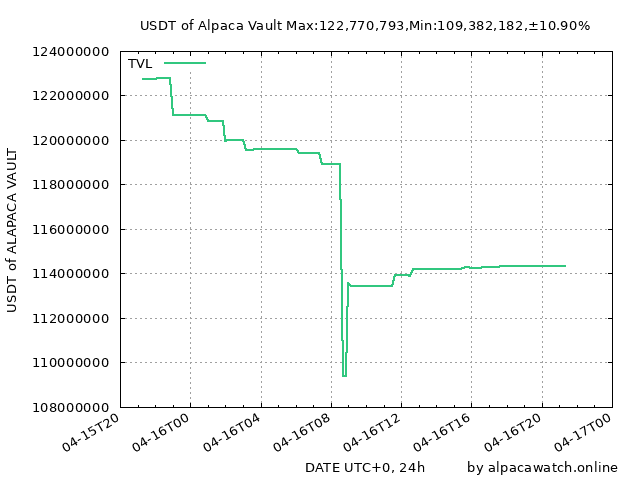 USDT of Alpaca Vault Max:122,770,793,Min:109,382,182,±10.90%
TVL
124000000
122000000
120000000
118000000
116000000
114000000
112000000
110000000
108000000
USDT of ALAPACA VAULT
04-15T20
04-16T00
04-16T04
04-16T08
04-16T12
04-16T16
04-16T20
04-17T00
DATE UTC+0, 24h
by alpacawatch.online